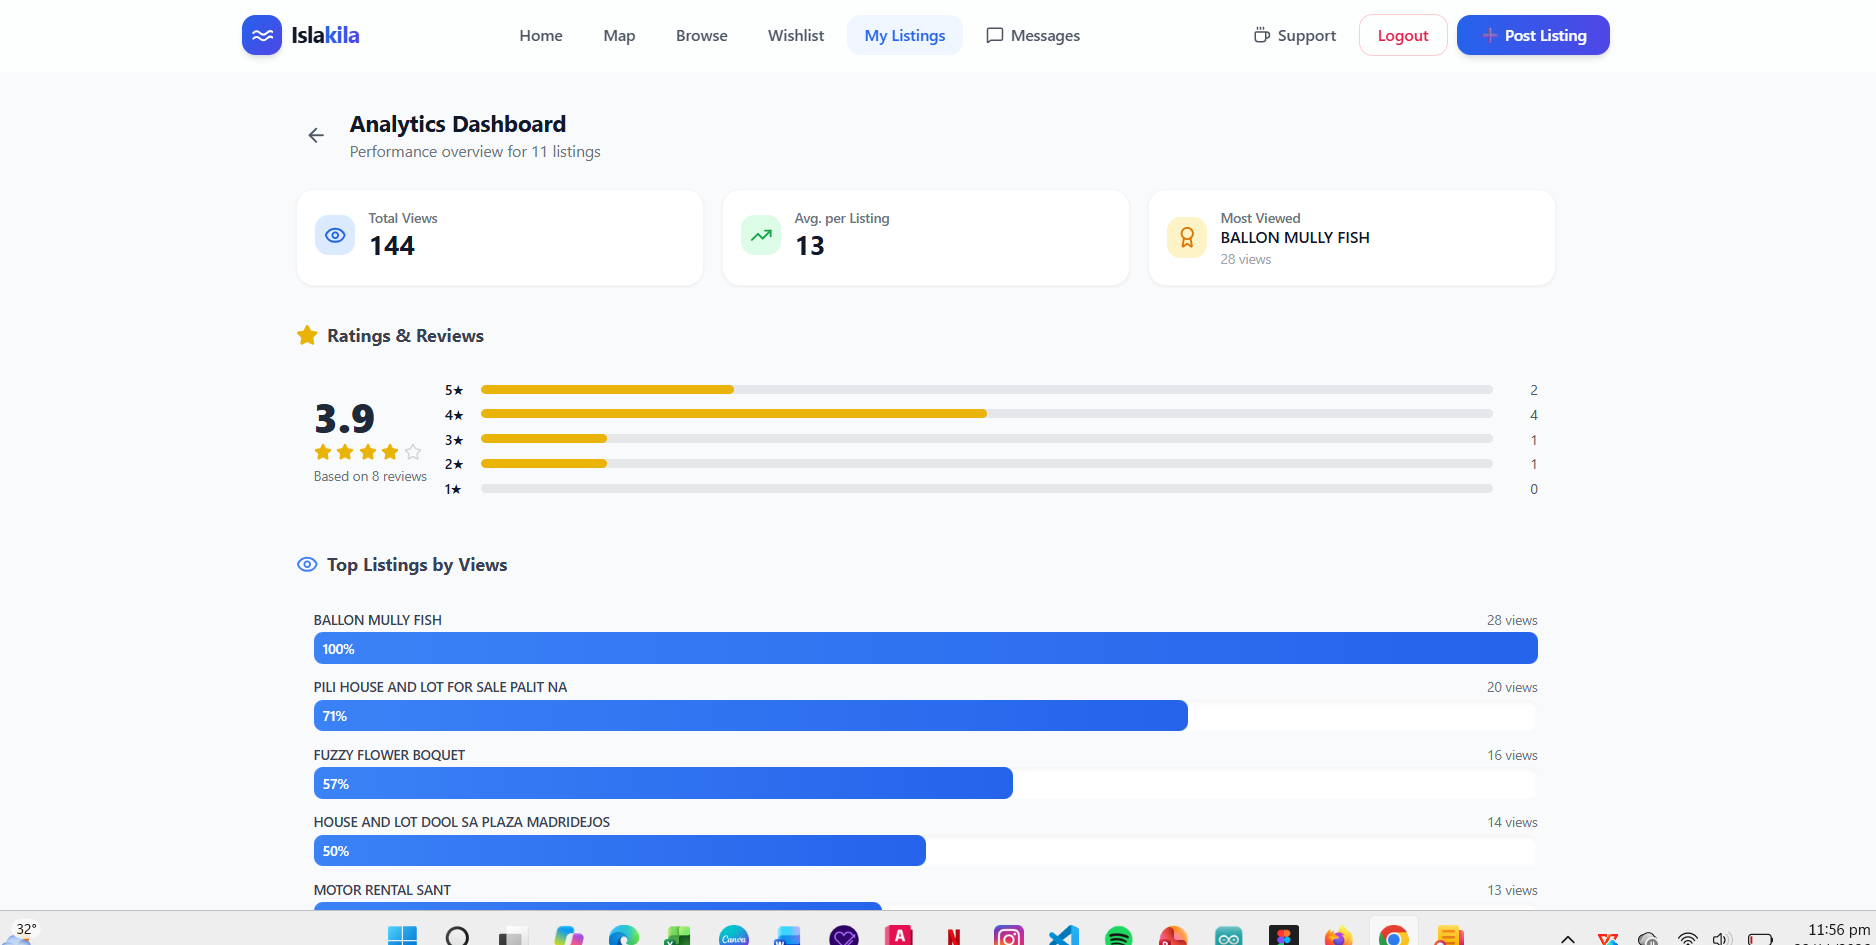 Islakila
Home
Map
Browse
Wishlist
My Listings
Messages
Support
Logout
Post Listing
Analytics Dashboard
Performance overview for 11 listings
Total Views
144
Avg. per Listing
13
Most Viewed
BALLON MULLY FISH
28 views
Ratings & Reviews
3.9
Based on 8 reviews
5★ 2
4★ 4
3★ 1
2★ 1
1★ 0
Top Listings by Views
BALLON MULLY FISH 28 views
100%
PILI HOUSE AND LOT FOR SALE PALIT NA 20 views
71%
FUZZY FLOWER BOQUET 16 views
57%
HOUSE AND LOT DOOL SA PLAZA MADRIDEJOS 14 views
50%
MOTOR RENTAL SANT 13 views
32°
Canva
11:56 pm